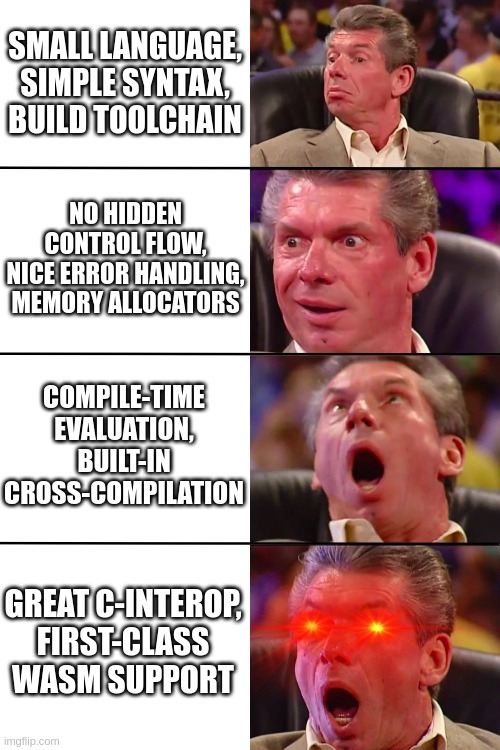 SMALL LANGUAGE,
SIMPLE SYNTAX,
BUILD TOOLCHAIN
NO HIDDEN
CONTROL FLOW,
NICE ERROR HANDLING,
MEMORY ALLOCATORS
COMPILE-TIME
EVALUATION,
BUILT-IN
CROSS-COMPILATION
GREAT C-INTEROP,
FIRST-CLASS
WASM SUPPORT
imgflip.com